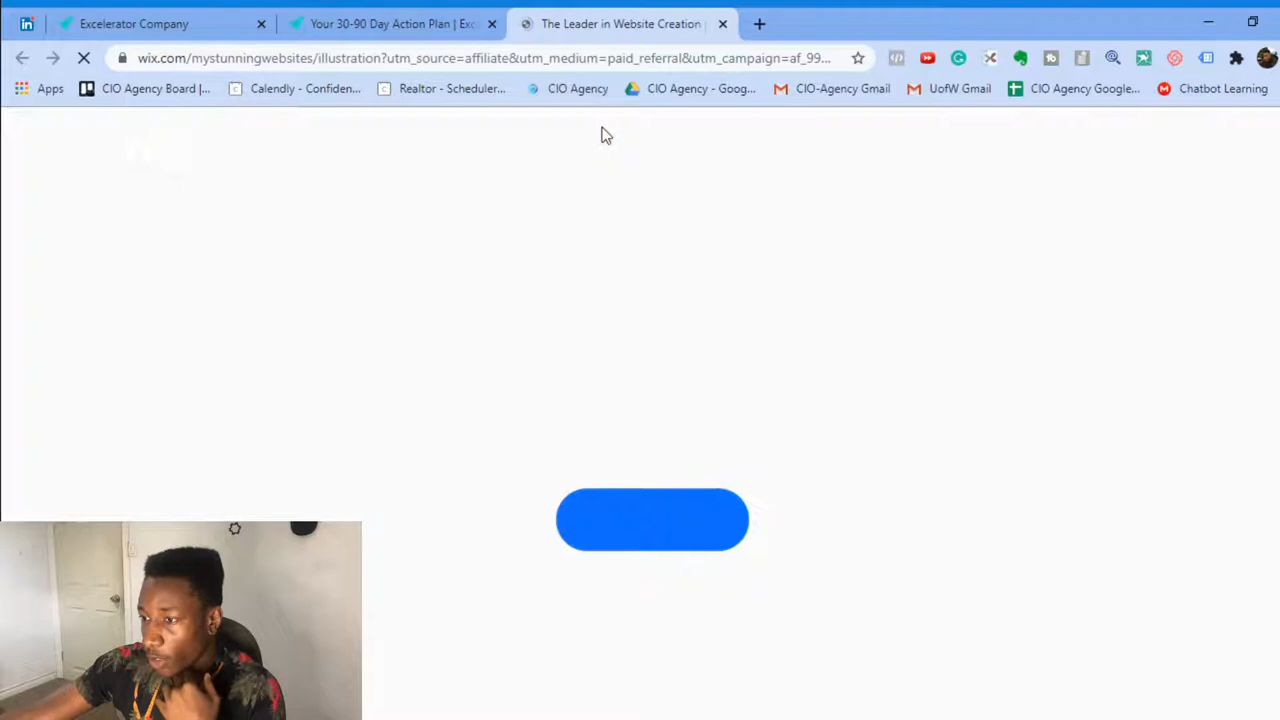 Excelerator Company
Your 30-90 Day Action Plan | Exc
The Leader in Website Creation |
wix.com/mystunningwebsites/illustration?utm_source=affiliate&utm_medium=paid_referral&utm_campaign=af_99...
Apps
CIO Agency Board |...
Calendly - Confiden...
Realtor - Scheduler...
CIO Agency
CIO Agency - Goog...
CIO-Agency Gmail
UofW Gmail
CIO Agency Google...
Chatbot Learning